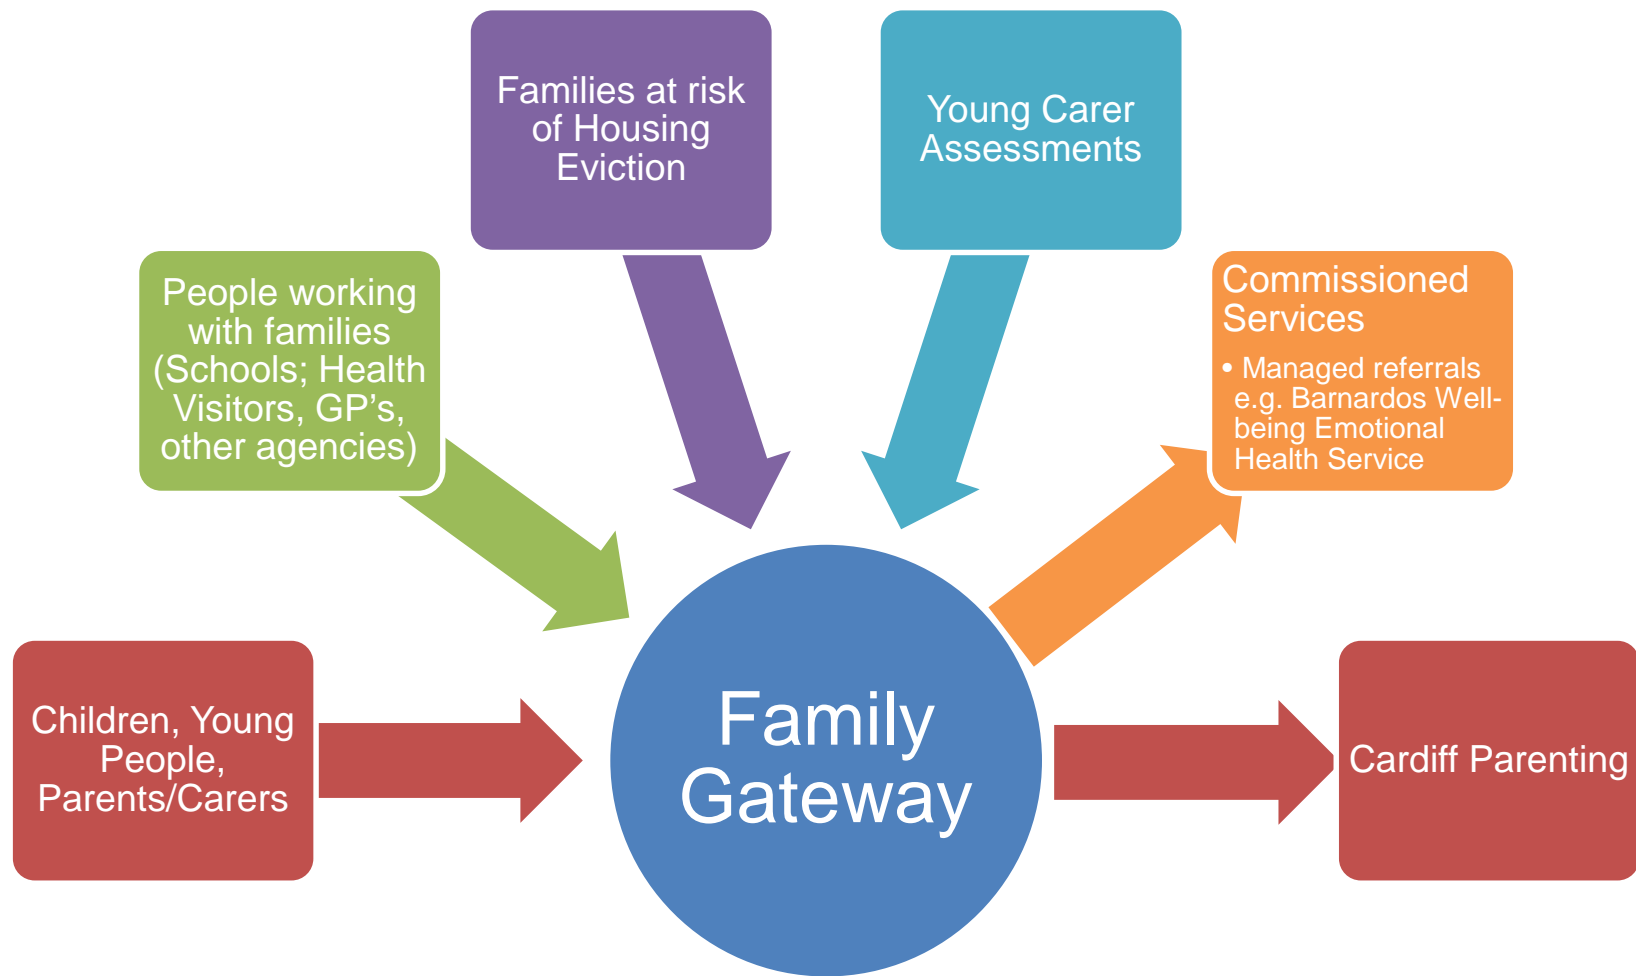 Families at risk
of Housing
Eviction
Young Carer
Assessments
People working
with families
(Schools; Health
Visitors, GP's,
other agencies)
Commissioned
Services
• Managed referrals
e.g. Barnardos Well-
being Emotional
Health Service
Children, Young
People,
Parents/Carers
Family
Gateway
Cardiff Parenting